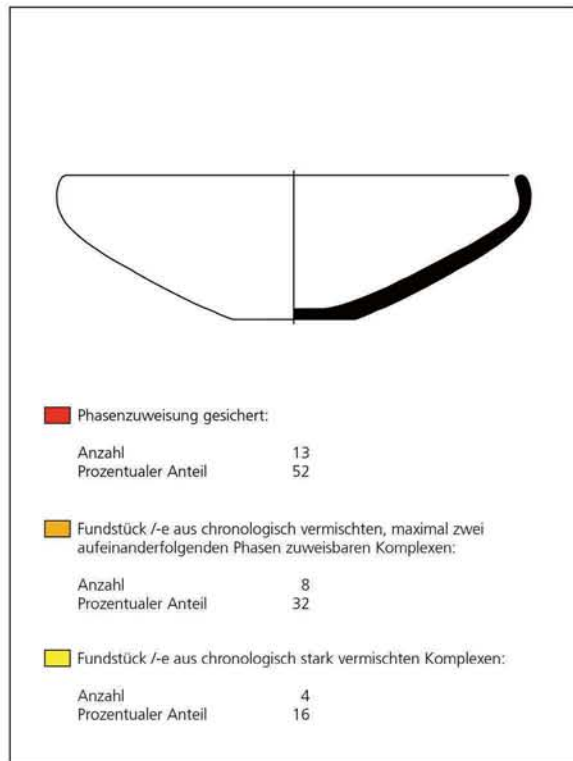 Phasenzuweisung gesichert:
Anzahl 13
Prozentualer Anteil 52
Fundstück /-e aus chronologisch vermischten, maximal zwei
aufeinanderfolgenden Phasen zuweisbaren Komplexen:
Anzahl 8
Prozentualer Anteil 32
Fundstück /-e aus chronologisch stark vermischten Komplexen:
Anzahl 4
Prozentualer Anteil 16